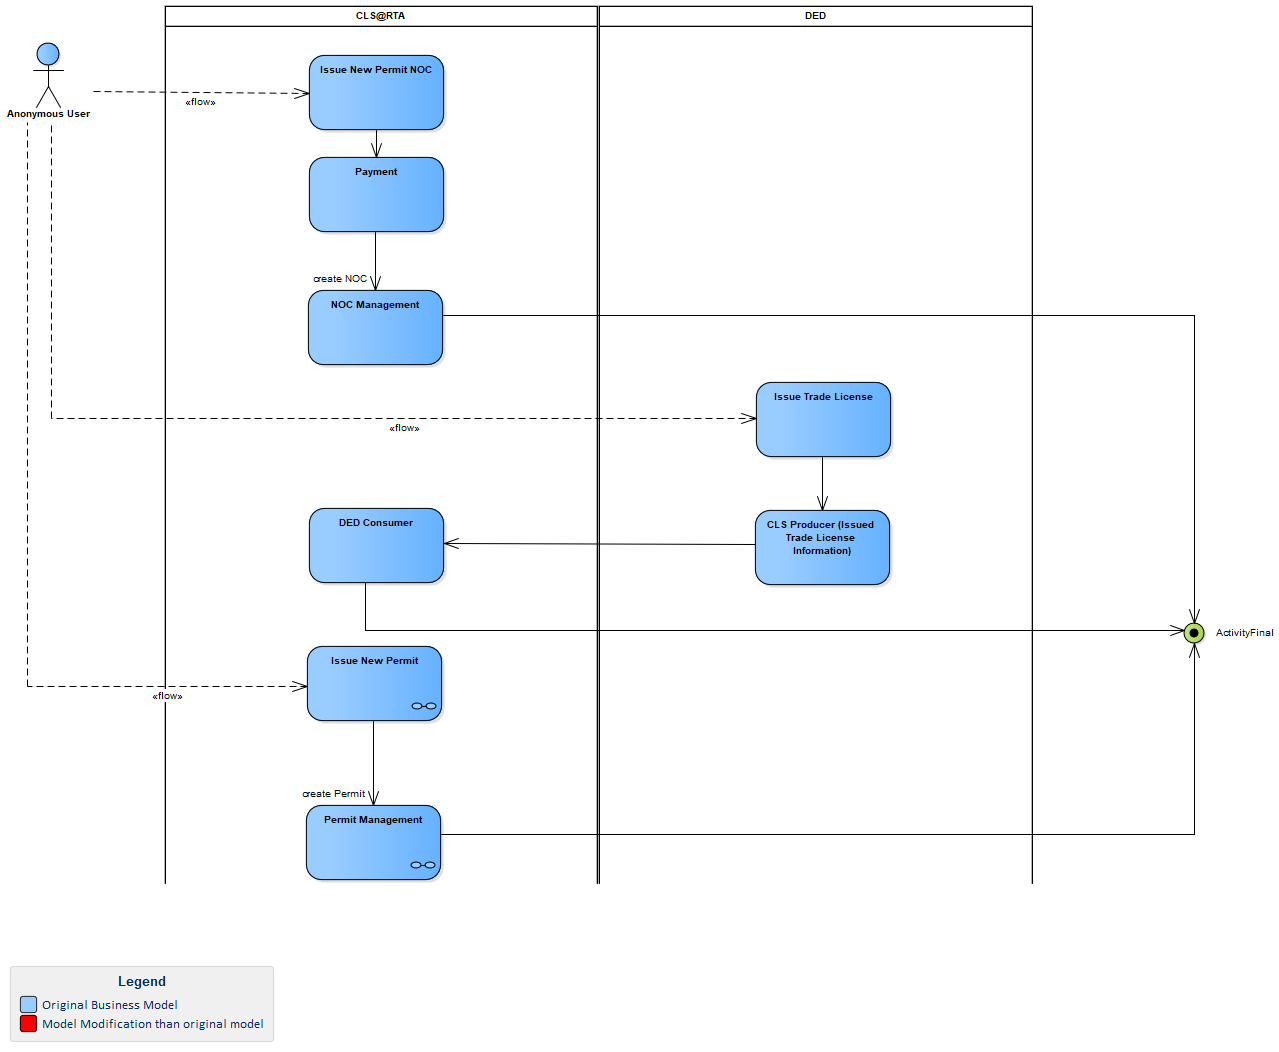 CLS@RTA
DED
Issue New Permit NOC
«flow»
Anonymous User
Payment
create NOC
NOC Management
Issue Trade License
«flow»
DED Consumer
CLS Producer (Issued
Trade License
Information)
ActivityFinal
Issue New Permit
«flow»
create Permit
Permit Management
Legend
Original Business Model
Model Modification than original model